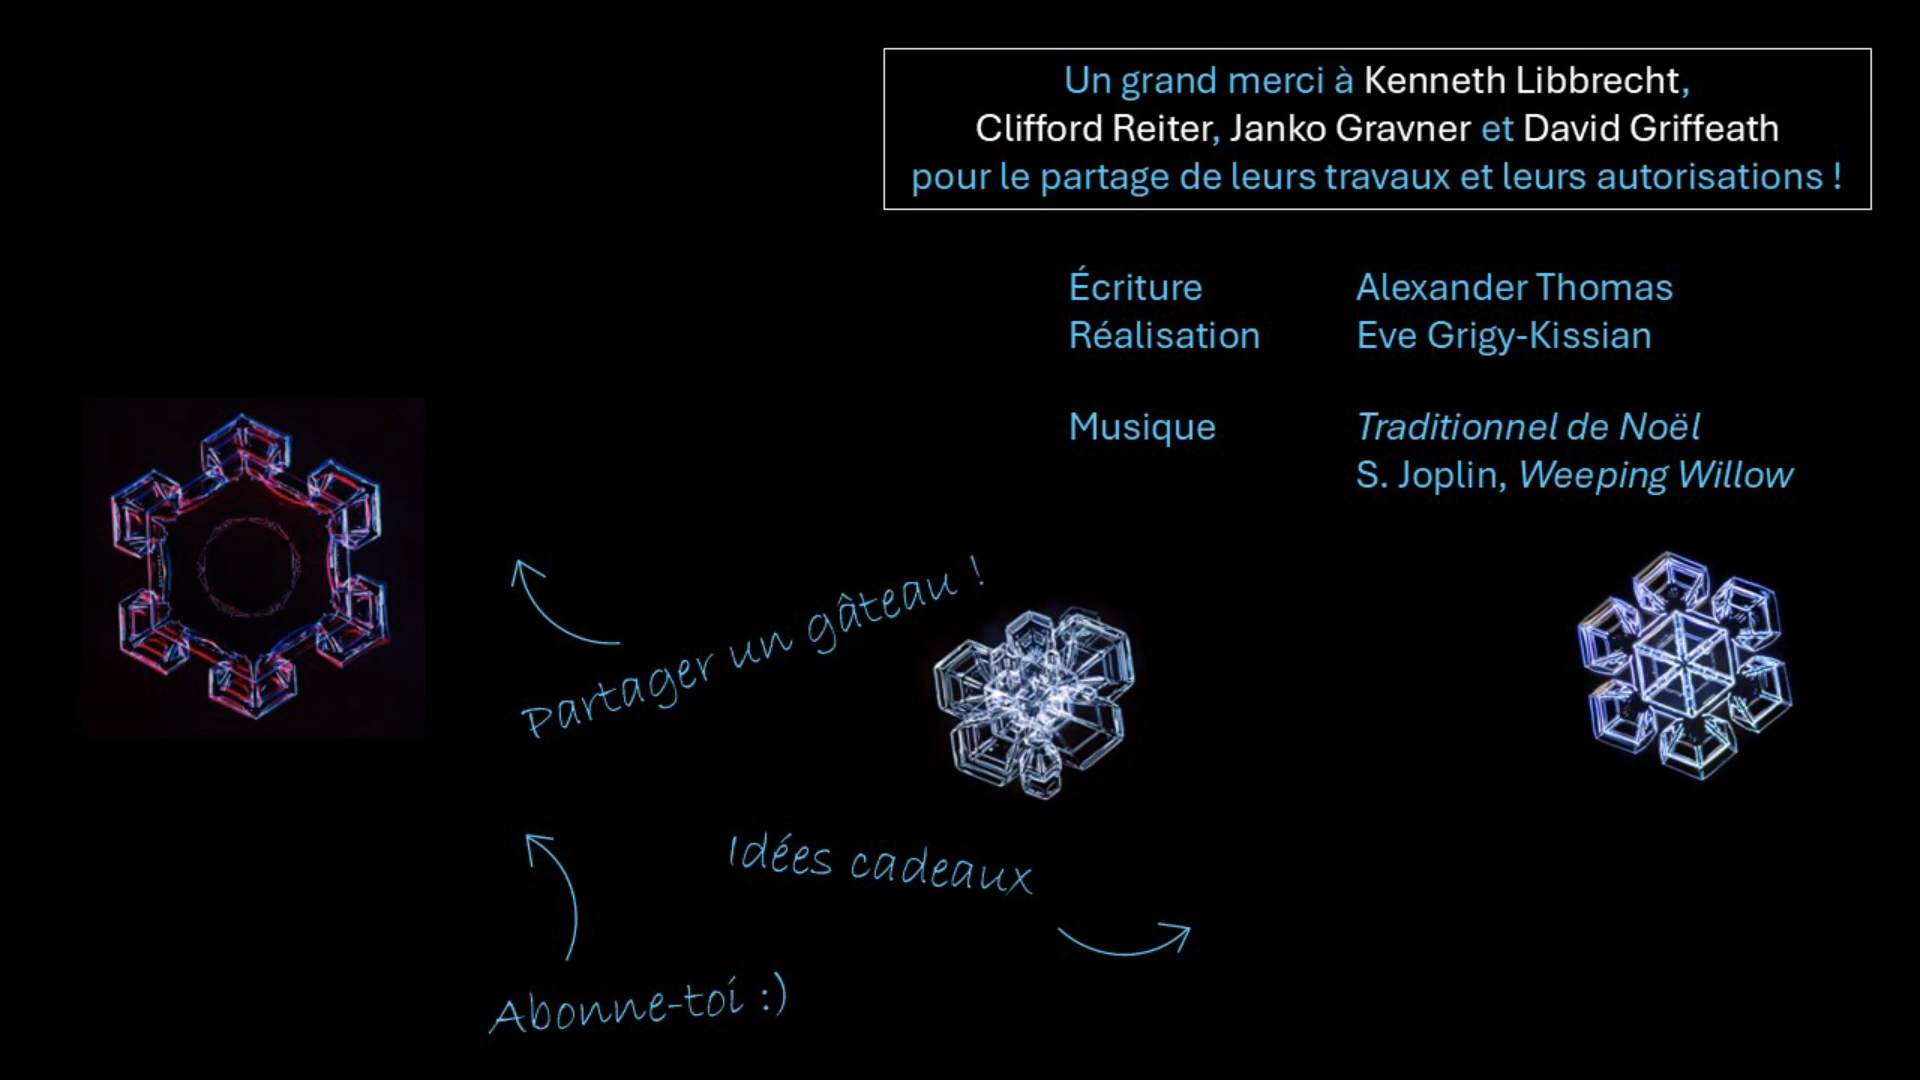 Un grand merci à Kenneth Libbrecht,
Clifford Reiter, Janko Gravner et David Griffeath
pour le partage de leurs travaux et leurs autorisations !
Écriture Alexander Thomas
Réalisation Eve Grigy-Kissian
Musique Traditionnel de Noël
S. Joplin, Weeping Willow
Partager un gâteau !
Idées cadeaux
Abonne-toi :)